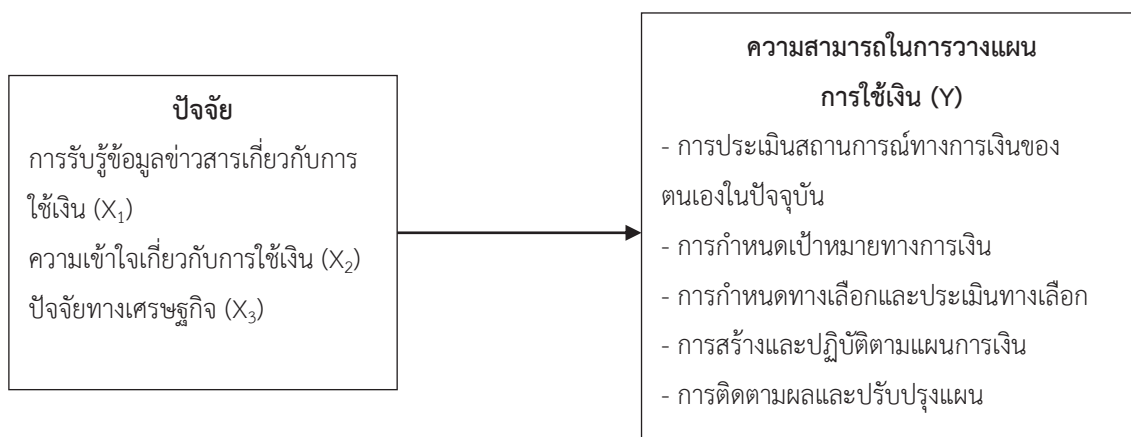 ปัจจัย
การรับรู้ข้อมูลข่าวสารเกี่ยวกับการ
ใช้เงิน (X₁)
ความเข้าใจเกี่ยวกับการใช้เงิน (X₂)
ปัจจัยทางเศรษฐกิจ (X₃)
ความสามารถในการวางแผน
การใช้เงิน (Y)
- การประเมินสถานการณ์ทางการเงินของ
ตนเองในปัจจุบัน
- การกำหนดเป้าหมายทางการเงิน
- การกำหนดทางเลือกและประเมินทางเลือก
- การสร้างและปฏิบัติตามแผนการเงิน
- การติดตามผลและปรับปรุงแผน